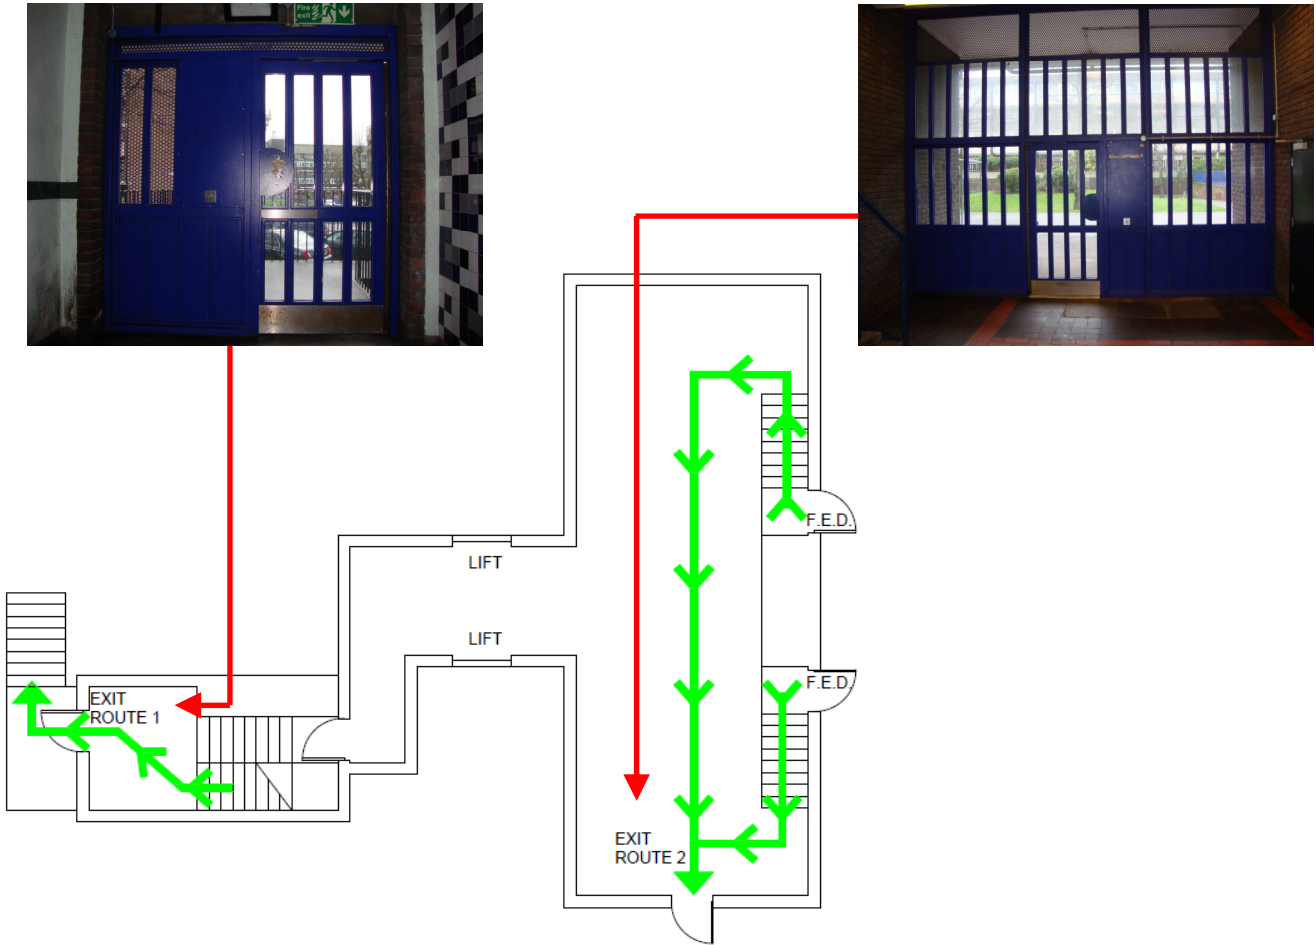 Fire
exit
LIFT
LIFT
F.E.D.
F.E.D.
EXIT
ROUTE 1
EXIT
ROUTE 2